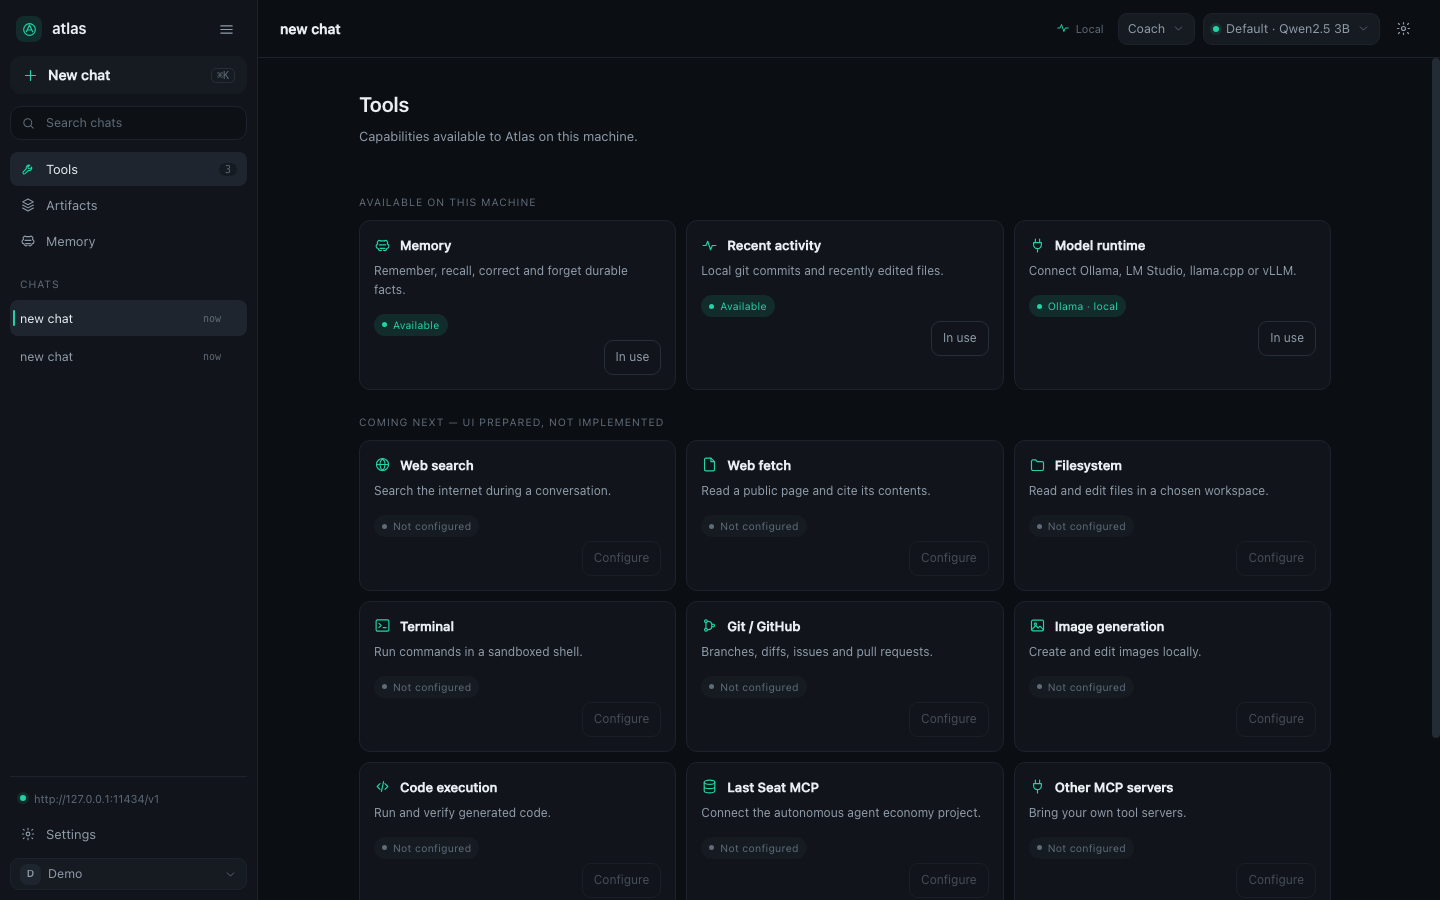 atlas
New chat
⌘K
Search chats
Tools
3
Artifacts
Memory
CHATS
new chat
now
new chat
now
http://127.0.0.1:11434/v1
Settings
D
Demo
new chat
Local
Coach
Default · Qwen2.5 3B
Tools
Capabilities available to Atlas on this machine.
AVAILABLE ON THIS MACHINE
Memory
Remember, recall, correct and forget durable
facts.
Available
In use
Recent activity
Local git commits and recently edited files.
Available
In use
Model runtime
Connect Ollama, LM Studio, llama.cpp or vLLM.
Ollama · local
In use
COMING NEXT — UI PREPARED, NOT IMPLEMENTED
Web search
Search the internet during a conversation.
Not configured
Configure
Web fetch
Read a public page and cite its contents.
Not configured
Configure
Filesystem
Read and edit files in a chosen workspace.
Not configured
Configure
Terminal
Run commands in a sandboxed shell.
Not configured
Configure
Git / GitHub
Branches, diffs, issues and pull requests.
Not configured
Configure
Image generation
Create and edit images locally.
Not configured
Configure
Code execution
Run and verify generated code.
Not configured
Configure
Last Seat MCP
Connect the autonomous agent economy project.
Not configured
Configure
Other MCP servers
Bring your own tool servers.
Not configured
Configure